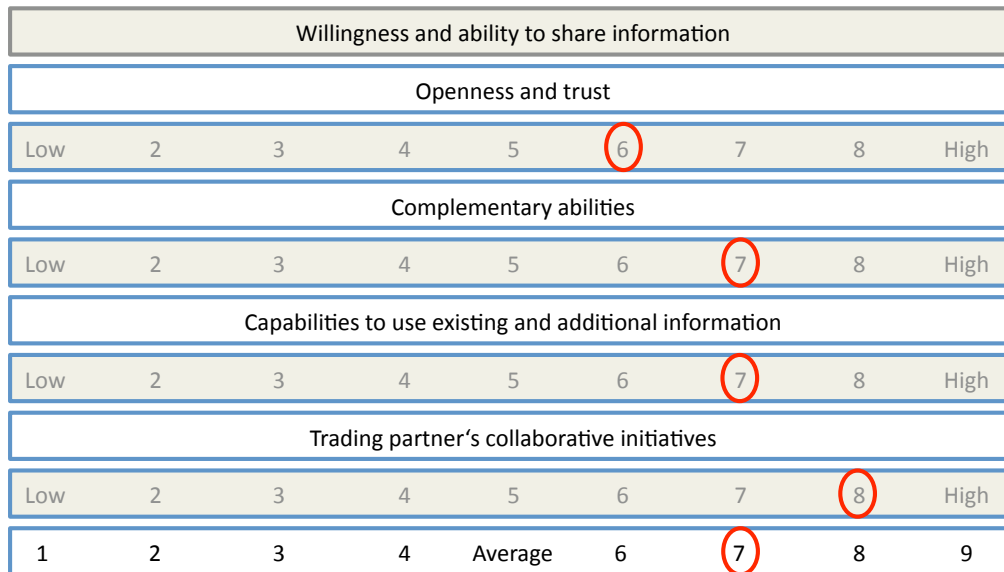 Willingness and ability to share information
Openness and trust
Low 2 3 4 5 6 7 8 High
Complementary abilities
Low 2 3 4 5 6 7 8 High
Capabilities to use existing and additional information
Low 2 3 4 5 6 7 8 High
Trading partner‘s collaborative initiatives
Low 2 3 4 5 6 7 8 High
1 2 3 4 Average 6 7 8 9